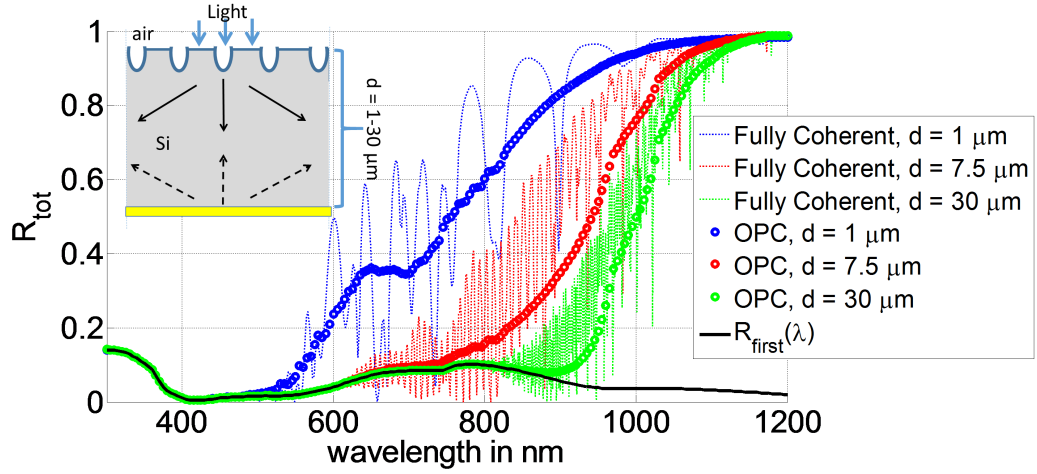 Light
air
Si
d = 1-30 μm
R_tot
1
0.8
0.6
0.4
0.2
0
400
600
800
1000
1200
wavelength in nm
Fully Coherent, d = 1 μm
Fully Coherent, d = 7.5 μm
Fully Coherent, d = 30 μm
OPC, d = 1 μm
OPC, d = 7.5 μm
OPC, d = 30 μm
R_first(λ)